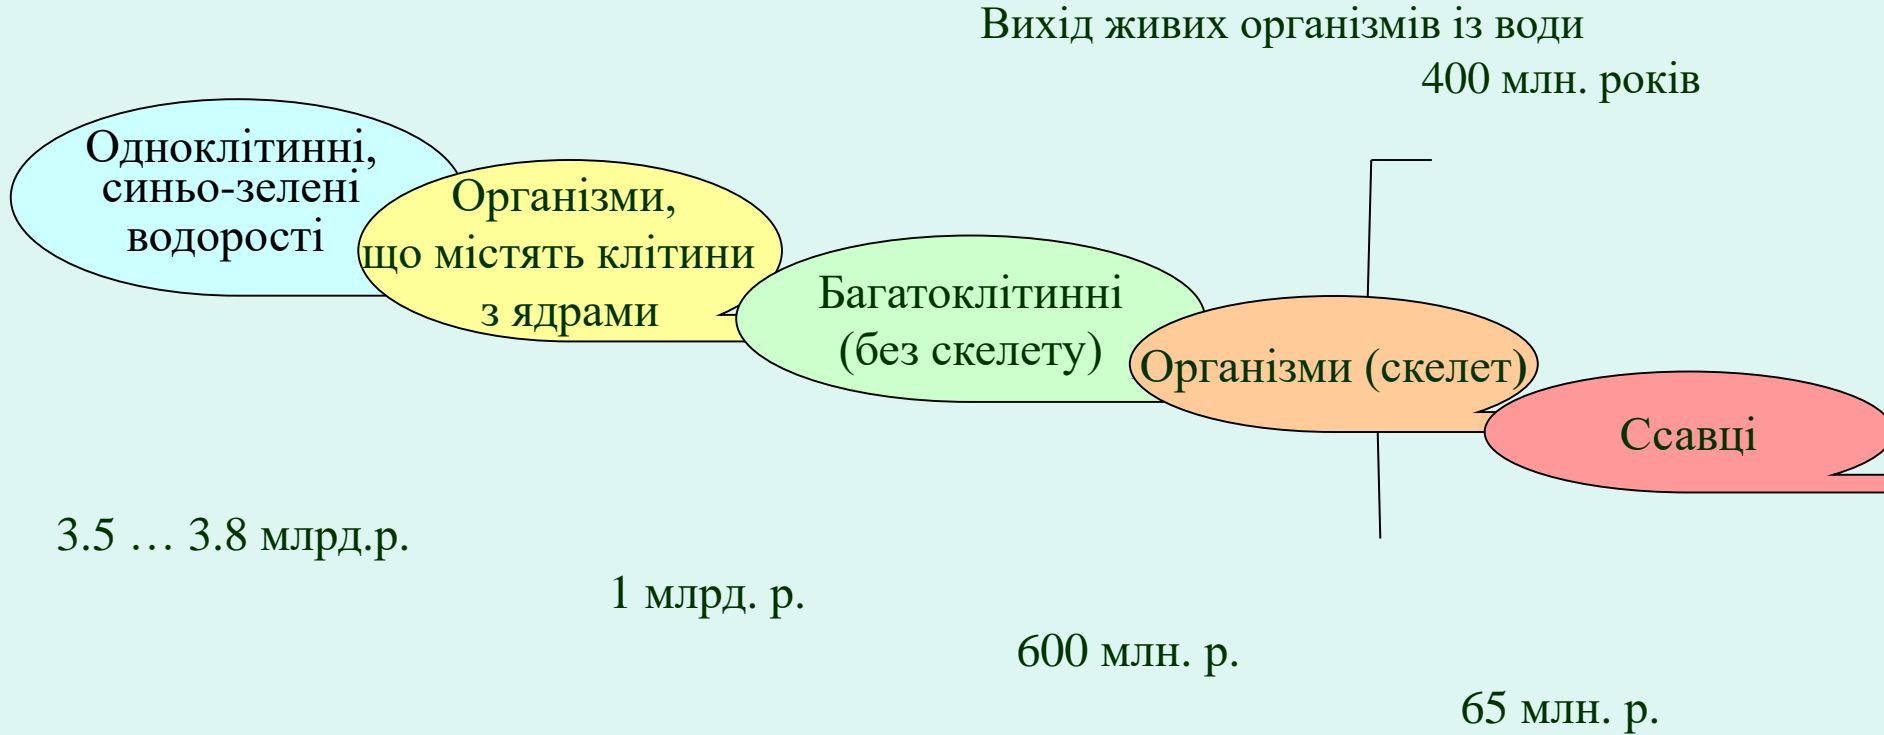 Вихід живих організмів із води
400 млн. років
Одноклітинні,
синьо-зелені
водорості
Організми,
що містять клітини
з ядрами
Багатоклітинні
(без скелету)
Організми (скелет)
Ссавці
3.5 … 3.8 млрд.р.
1 млрд. р.
600 млн. р.
65 млн. р.